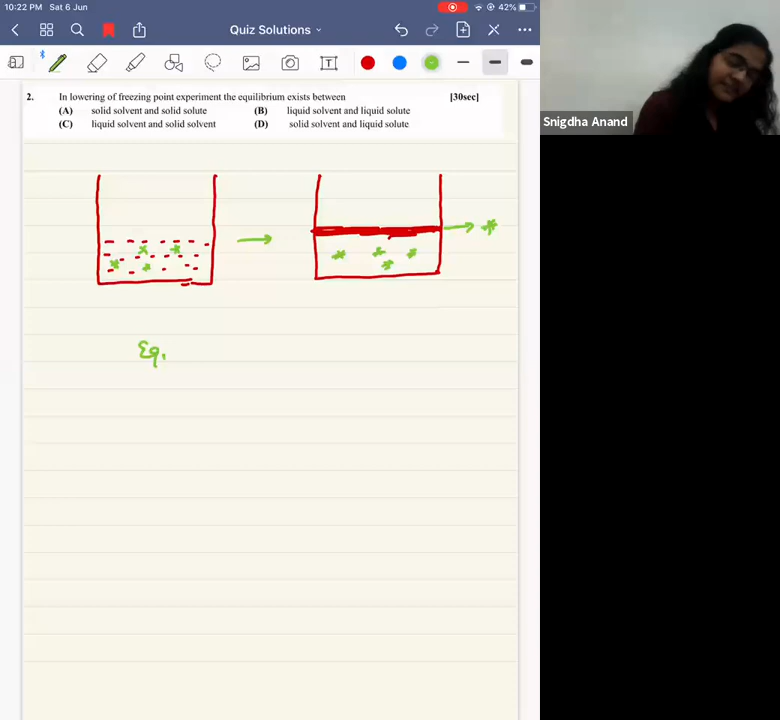 10:22 PM Sat 6 Jun
42%
Quiz Solutions
T
2. In lowering of freezing point experiment the equilibrium exists between [30sec]
(A) solid solvent and solid solute (B) liquid solvent and liquid solute
(C) liquid solvent and solid solvent (D) solid solvent and liquid solute
Snigdha Anand
Eq.